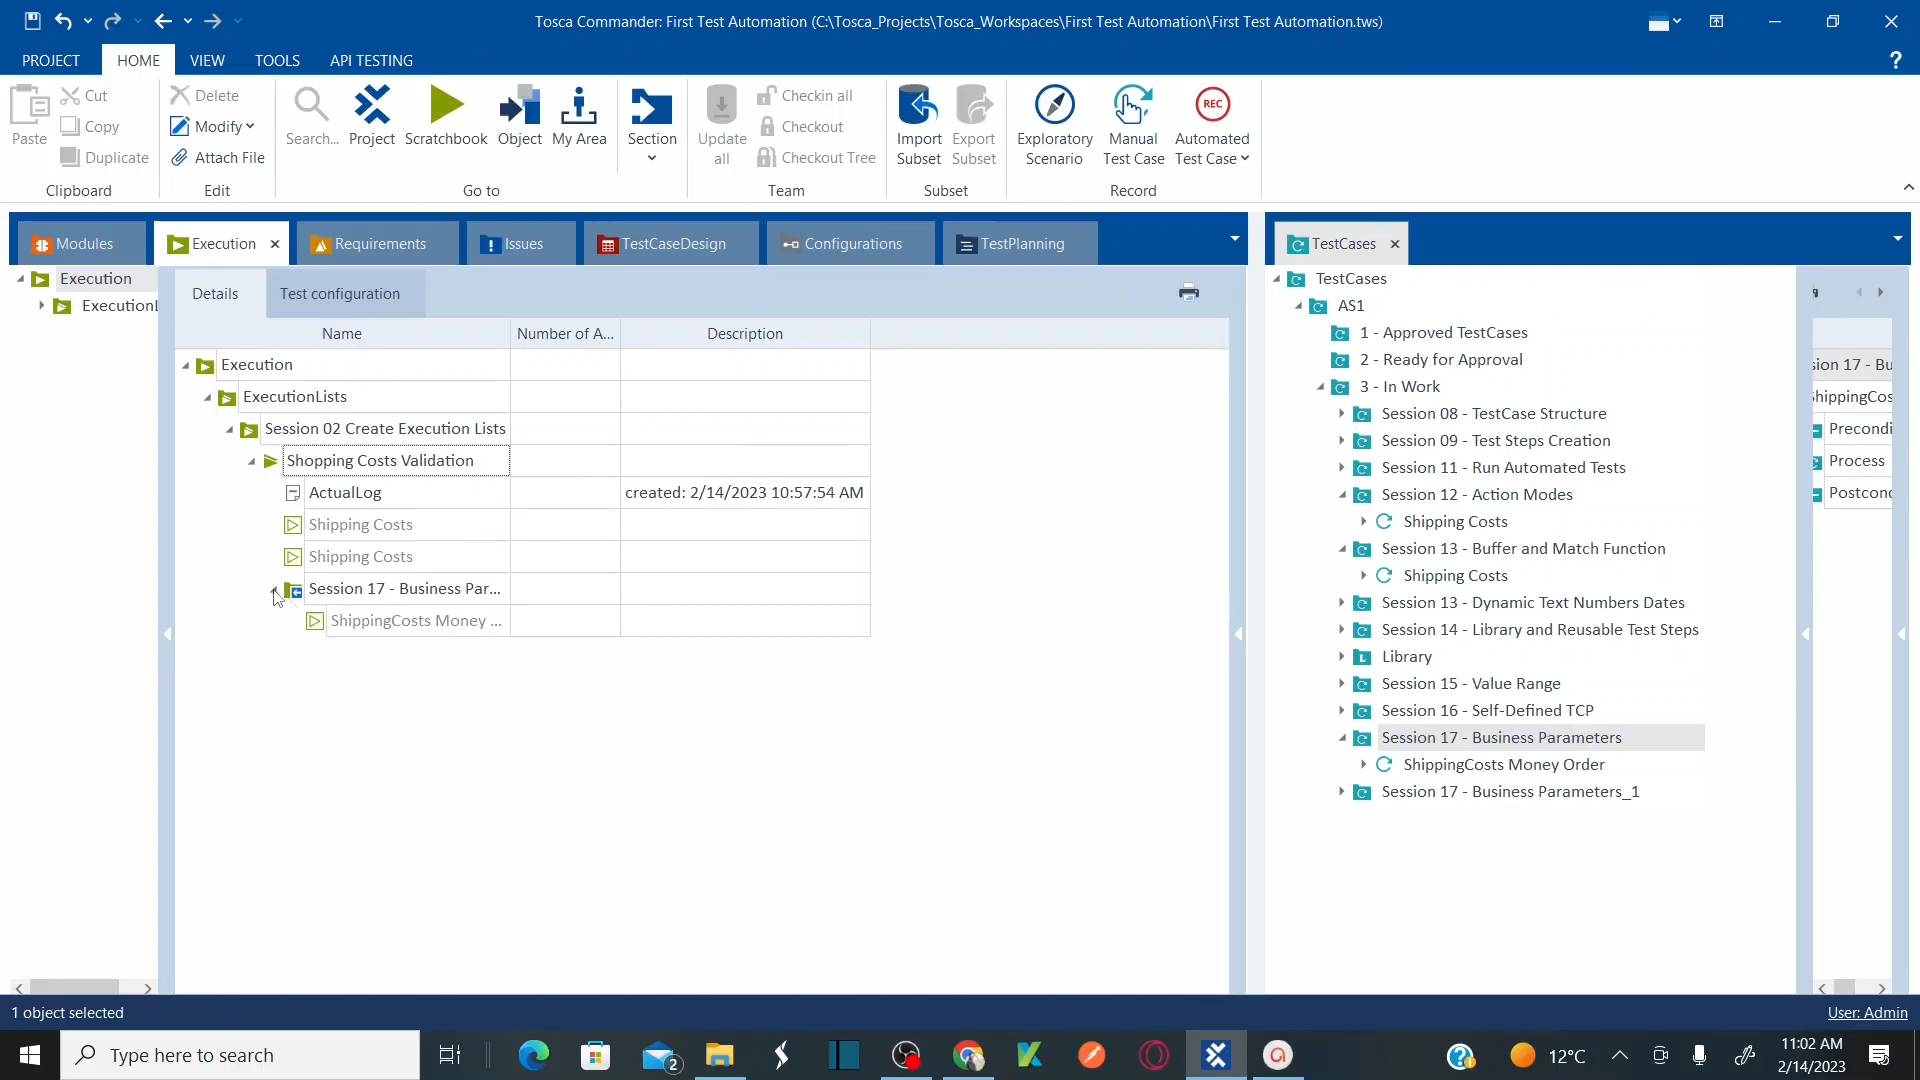 Tosca Commander: First Test Automation (C:\Tosca_Projects\Tosca_Workspaces\First Test Automation\First Test Automation.tws)
PROJECT HOME VIEW TOOLS API TESTING ?
Paste
Cut
Copy
Duplicate
Clipboard
Delete
Modify
Attach File
Edit
Search... Project Scratchbook Object My Area Section
Go to
Update all
Checkin all
Checkout
Checkout Tree
Team
Import Subset
Export Subset
Subset
Exploratory Scenario
Manual Test Case
REC
Automated Test Case
Record
Modules Execution Requirements Issues TestCaseDesign Configurations TestPlanning
Execution
ExecutionL
Details Test configuration
Name Number of A... Description
Execution
ExecutionLists
Session 02 Create Execution Lists
Shopping Costs Validation
ActualLog created: 2/14/2023 10:57:54 AM
Shipping Costs
Shipping Costs
Session 17 - Business Par...
ShippingCosts Money ...
TestCases
TestCases
AS1
1 - Approved TestCases
2 - Ready for Approval
3 - In Work
Session 08 - TestCase Structure
Session 09 - Test Steps Creation
Session 11 - Run Automated Tests
Session 12 - Action Modes
Shipping Costs
Session 13 - Buffer and Match Function
Shipping Costs
Session 13 - Dynamic Text Numbers Dates
Session 14 - Library and Reusable Test Steps
Library
Session 15 - Value Range
Session 16 - Self-Defined TCP
Session 17 - Business Parameters
ShippingCosts Money Order
Session 17 - Business Parameters_1
sion 17 - Bu
ShippingCos
Precondi
Process
Postcond
1 object selected
User: Admin
Type here to search
2
12°C
11:02 AM
2/14/2023